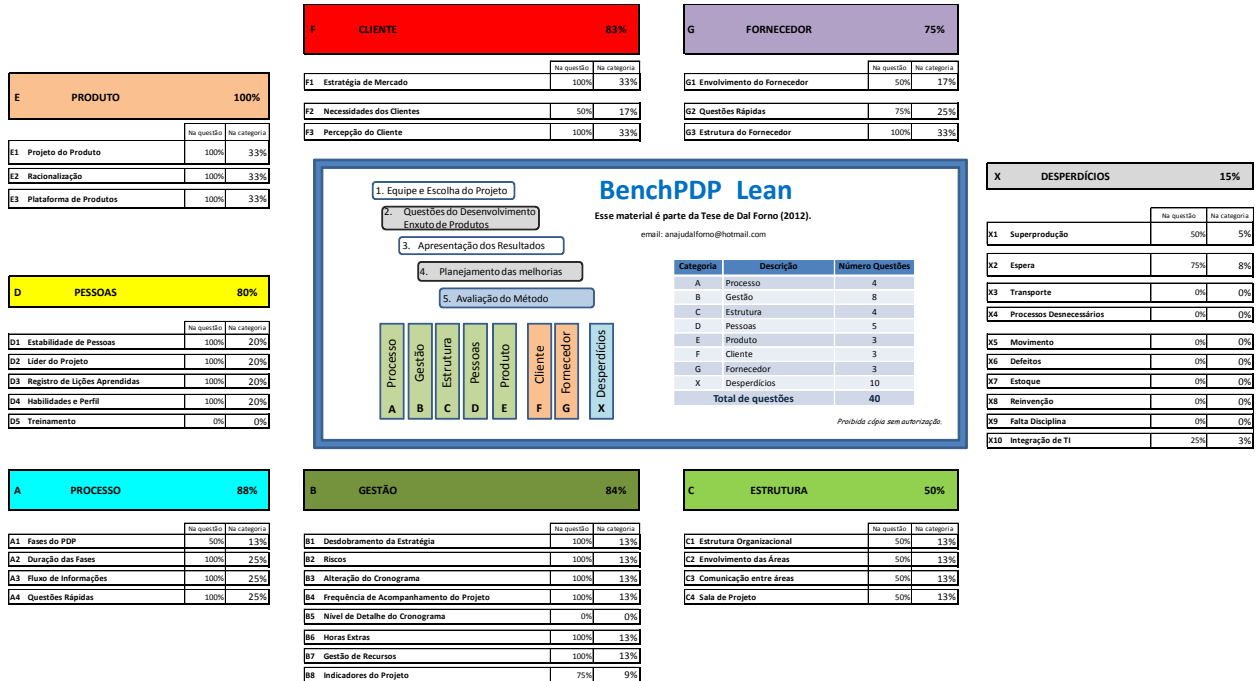 F CLIENTE 83%
Na questão Na categoria
F1 Estratégia de Mercado 100% 33%
F2 Necessidades dos Clientes 50% 17%
F3 Percepção do Cliente 100% 33%
G FORNECEDOR 75%
Na questão Na categoria
G1 Envolvimento do Fornecedor 50% 17%
G2 Questões Rápidas 75% 25%
G3 Estrutura do Fornecedor 100% 33%
E PRODUTO 100%
Na questão Na categoria
E1 Projeto do Produto 100% 33%
E2 Racionalização 100% 33%
E3 Plataforma de Produtos 100% 33%
D PESSOAS 80%
Na questão Na categoria
D1 Estabilidade de Pessoas 100% 20%
D2 Líder do Projeto 100% 20%
D3 Registro de Lições Aprendidas 100% 20%
D4 Habilidades e Perfil 100% 20%
D5 Treinamento 0% 0%
1. Equipe e Escolha do Projeto
2. Questões do Desenvolvimento
Enxuto de Produtos
3. Apresentação dos Resultados
4. Planejamento das melhorias
5. Avaliação do Método
Processo A
Gestão B
Estrutura C
Pessoas D
Produto E
Cliente F
Fornecedor G
Desperdícios X
BenchPDP Lean
Esse material é parte da Tese de Dal Forno (2012).
email: anajudalforno@hotmail.com
Categoria Descrição Número Questões
A Processo 4
B Gestão 8
C Estrutura 4
D Pessoas 5
E Produto 3
F Cliente 3
G Fornecedor 3
X Desperdícios 10
Total de questões 40
Proibida cópia sem autorização.
X DESPERDÍCIOS 15%
Na questão Na categoria
X1 Superprodução 50% 5%
X2 Espera 75% 8%
X3 Transporte 0% 0%
X4 Processos Desnecessários 0% 0%
X5 Movimento 0% 0%
X6 Defeitos 0% 0%
X7 Estoque 0% 0%
X8 Reinvenção 0% 0%
X9 Falta Disciplina 0% 0%
X10 Integração de TI 25% 3%
A PROCESSO 88%
Na questão Na categoria
A1 Fases do PDP 50% 13%
A2 Duração das Fases 100% 25%
A3 Fluxo de Informações 100% 25%
A4 Questões Rápidas 100% 25%
B GESTÃO 84%
Na questão Na categoria
B1 Desdobramento da Estratégia 100% 13%
B2 Riscos 100% 13%
B3 Alteração do Cronograma 100% 13%
B4 Frequência de Acompanhamento do Projeto 100% 13%
B5 Nível de Detalhe do Cronograma 0% 0%
B6 Horas Extras 100% 13%
B7 Gestão de Recursos 100% 13%
B8 Indicadores do Projeto 75% 9%
C ESTRUTURA 50%
Na questão Na categoria
C1 Estrutura Organizacional 50% 13%
C2 Envolvimento das Áreas 50% 13%
C3 Comunicação entre áreas 50% 13%
C4 Sala de Projeto 50% 13%